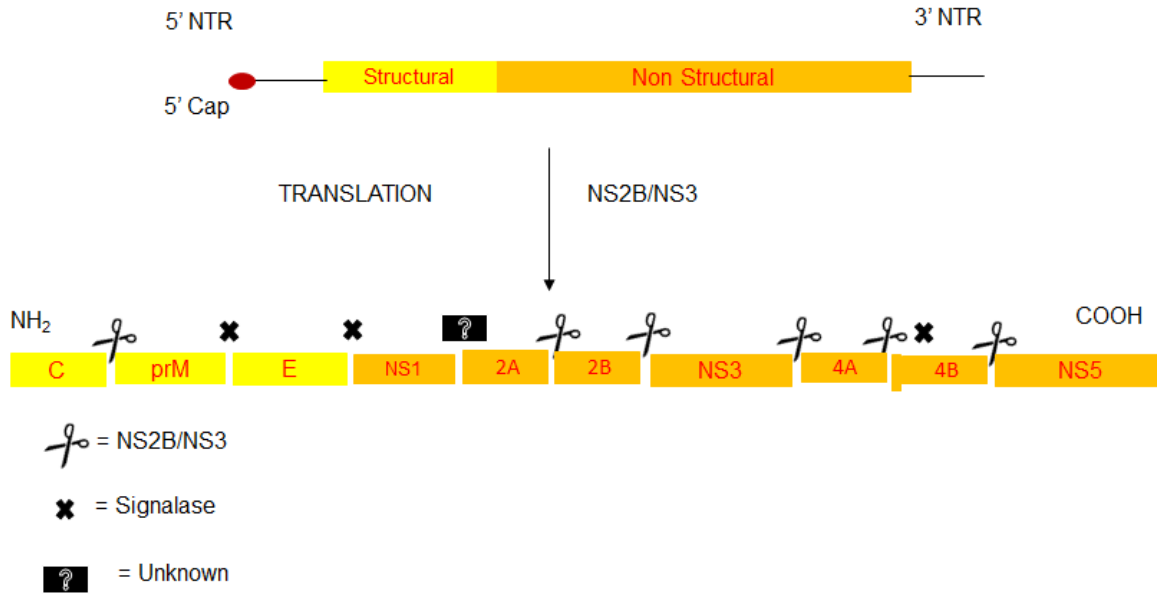 5’ NTR
3’ NTR
Structural
Non Structural
5’ Cap
TRANSLATION
NS2B/NS3
NH₂
?
COOH
C
prM
E
NS1
2A
2B
NS3
4A
4B
NS5
= NS2B/NS3
= Signalase
? = Unknown